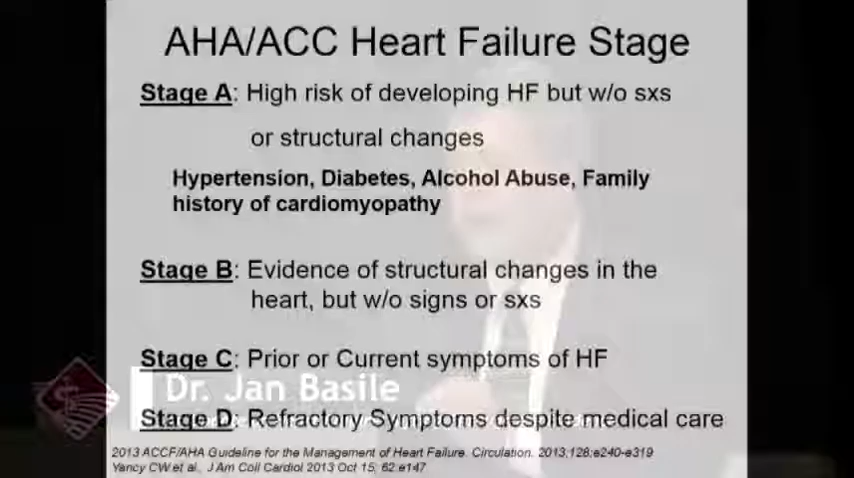 AHA/ACC Heart Failure Stage
Stage A: High risk of developing HF but w/o sxs
or structural changes
Hypertension, Diabetes, Alcohol Abuse, Family
history of cardiomyopathy
Stage B: Evidence of structural changes in the
heart, but w/o signs or sxs
Stage C: Prior or Current symptoms of HF
Dr. Jan Basile
Stage D: Refractory Symptoms despite medical care
2013 ACCF/AHA Guideline for the Management of Heart Failure. Circulation. 2013;128:e240-e319
Yancy CW et al., J Am Coll Cardiol 2013 Oct 15; 62:e147